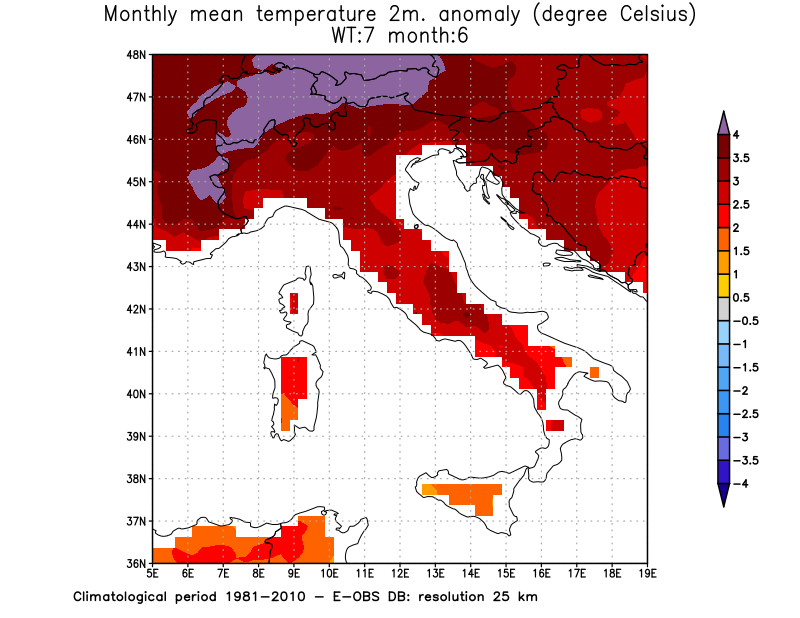 Monthly mean temperature 2m. anomaly (degree Celsius)
WT:7 month:6
48N
47N
46N
45N
44N
43N
42N
41N
40N
39N
38N
37N
36N
5E 6E 7E 8E 9E 10E 11E 12E 13E 14E 15E 16E 17E 18E 19E
4
3.5
3
2.5
2
1.5
1
0.5
−0.5
−1
−1.5
−2
−2.5
−3
−3.5
−4
Climatological period 1981−2010 − E−OBS DB: resolution 25 km